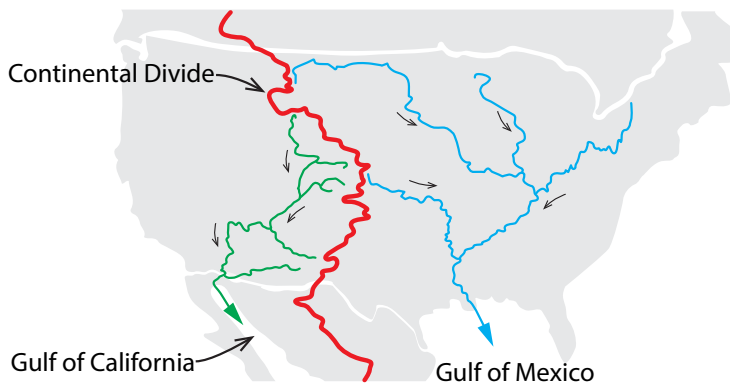 Continental Divide
Gulf of California
Gulf of Mexico